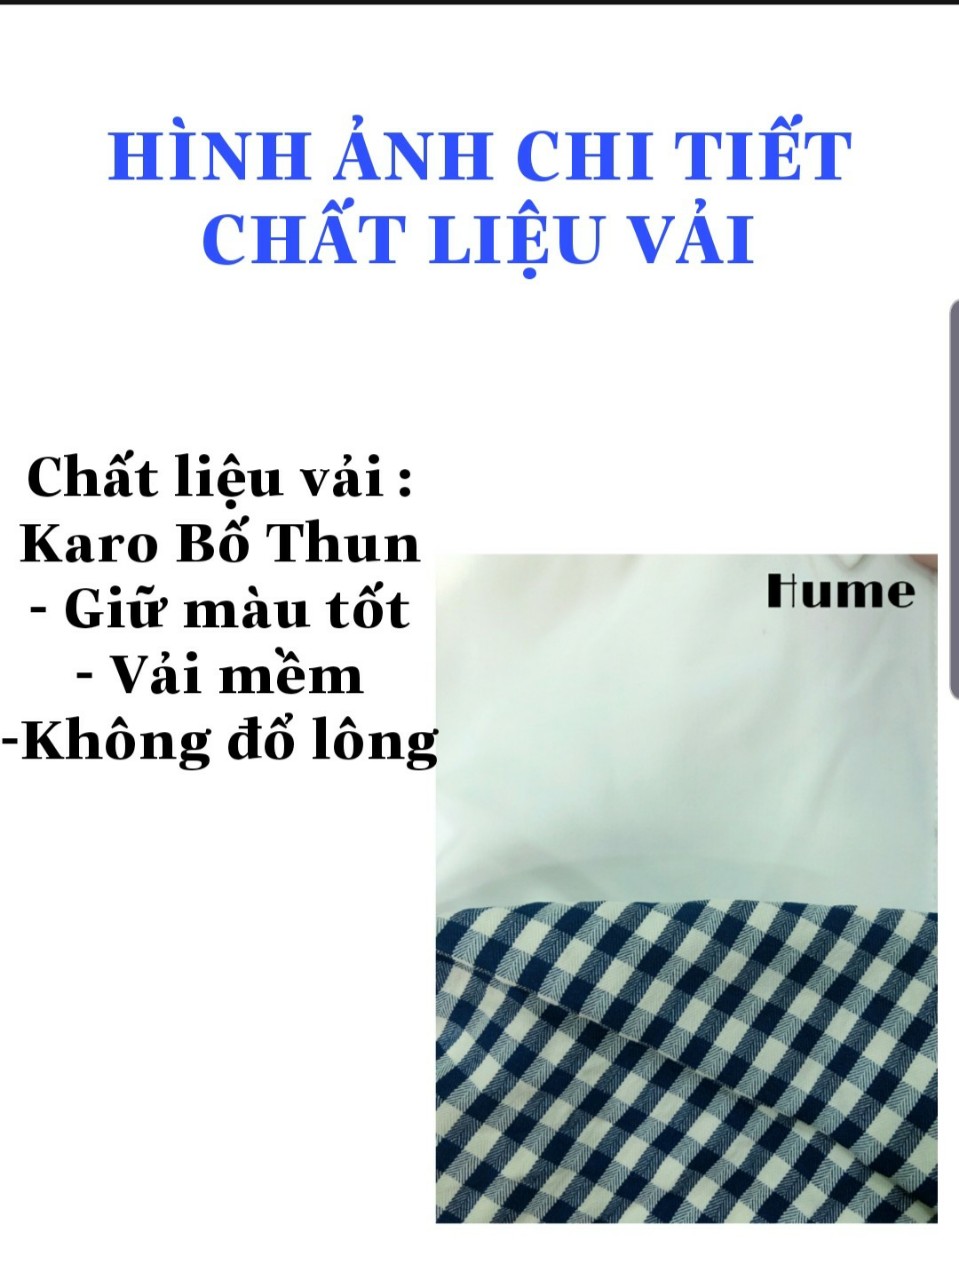 HÌNH ẢNH CHI TIẾT
CHẤT LIỆU VẢI
Chất liệu vải :
Karo Bố Thun
- Giữ màu tốt
- Vải mềm
-Không đổ lông
Hume